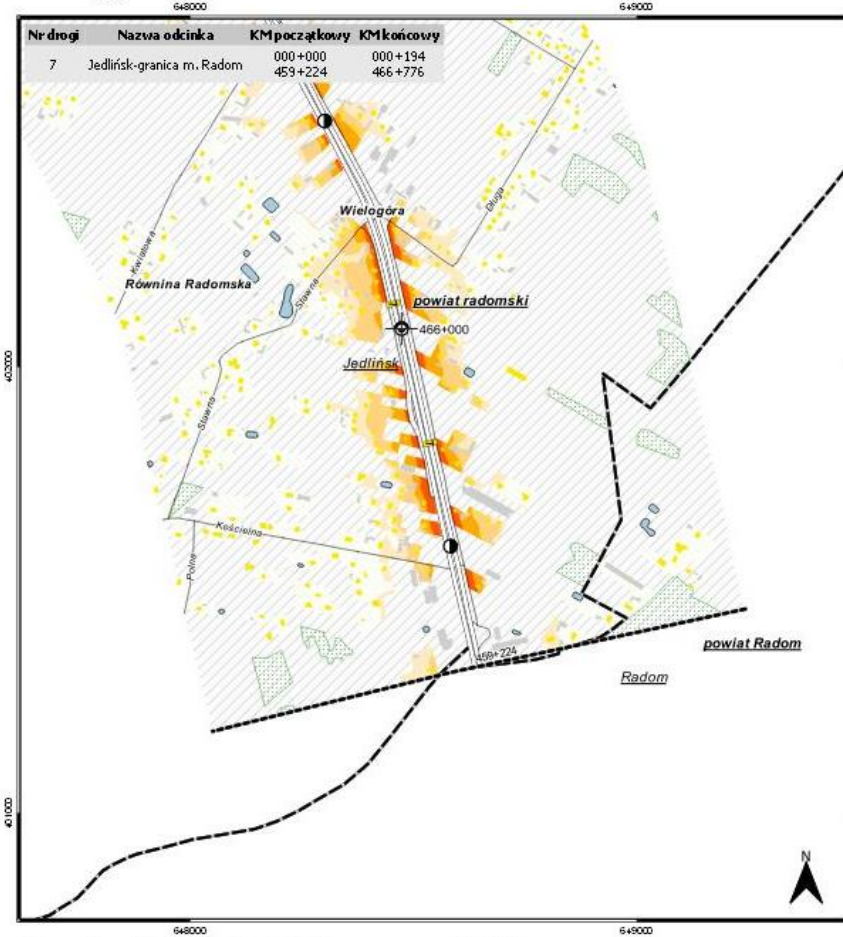 648000 649000
Nr drogi Nazwa odcinka KM początkowy KM końcowy
7 Jedlińsk-granica m. Radom 000+000 000+194
459+224 466+776
Wielogóra
Długa
Kwiatowa
Równina Radomska
Sławna
powiat radomski
466+000
402000
Jedlińsk
Sławna
Kościelna
Polna
459+224
powiat Radom
Radom
401000
N
648000 649000